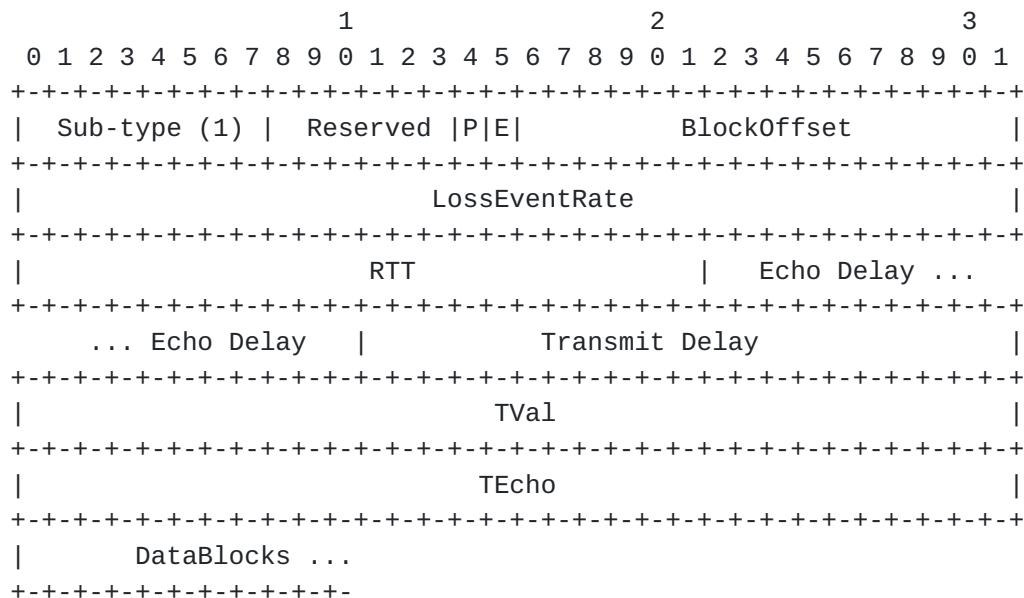 1                   2                   3
 0 1 2 3 4 5 6 7 8 9 0 1 2 3 4 5 6 7 8 9 0 1 2 3 4 5 6 7 8 9 0 1
+-+-+-+-+-+-+-+-+-+-+-+-+-+-+-+-+-+-+-+-+-+-+-+-+-+-+-+-+-+-+-+-+
|  Sub-type (1) |  Reserved |P|E|          BlockOffset          |
+-+-+-+-+-+-+-+-+-+-+-+-+-+-+-+-+-+-+-+-+-+-+-+-+-+-+-+-+-+-+-+-+
|                          LossEventRate                        |
+-+-+-+-+-+-+-+-+-+-+-+-+-+-+-+-+-+-+-+-+-+-+-+-+-+-+-+-+-+-+-+-+
|                      RTT                  |   Echo Delay ...
+-+-+-+-+-+-+-+-+-+-+-+-+-+-+-+-+-+-+-+-+-+-+-+-+-+-+-+-+-+-+-+-+
     ... Echo Delay   |           Transmit Delay                |
+-+-+-+-+-+-+-+-+-+-+-+-+-+-+-+-+-+-+-+-+-+-+-+-+-+-+-+-+-+-+-+-+
|                              TVal                             |
+-+-+-+-+-+-+-+-+-+-+-+-+-+-+-+-+-+-+-+-+-+-+-+-+-+-+-+-+-+-+-+-+
|                             TEcho                             |
+-+-+-+-+-+-+-+-+-+-+-+-+-+-+-+-+-+-+-+-+-+-+-+-+-+-+-+-+-+-+-+-+
|       DataBlocks ...
+-+-+-+-+-+-+-+-+-+-+-